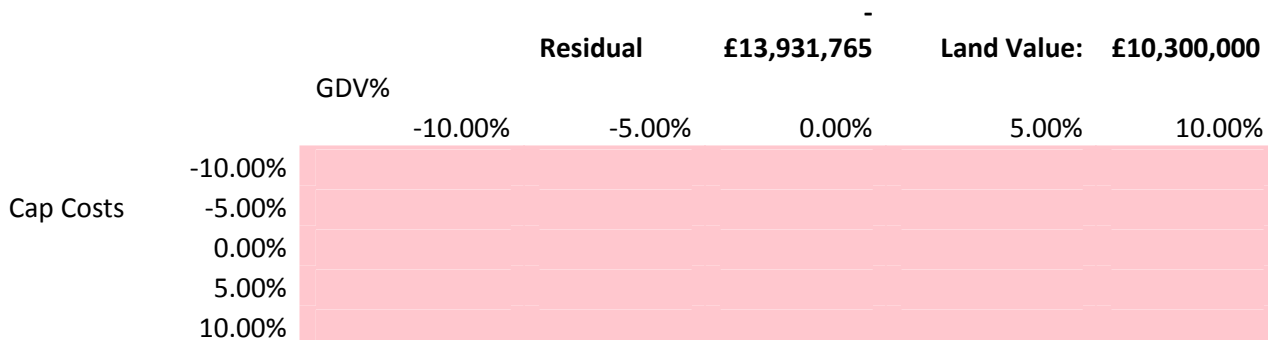 -
Residual £13,931,765 Land Value: £10,300,000
GDV%
-10.00% -5.00% 0.00% 5.00% 10.00%
-10.00%
Cap Costs -5.00%
0.00%
5.00%
10.00%